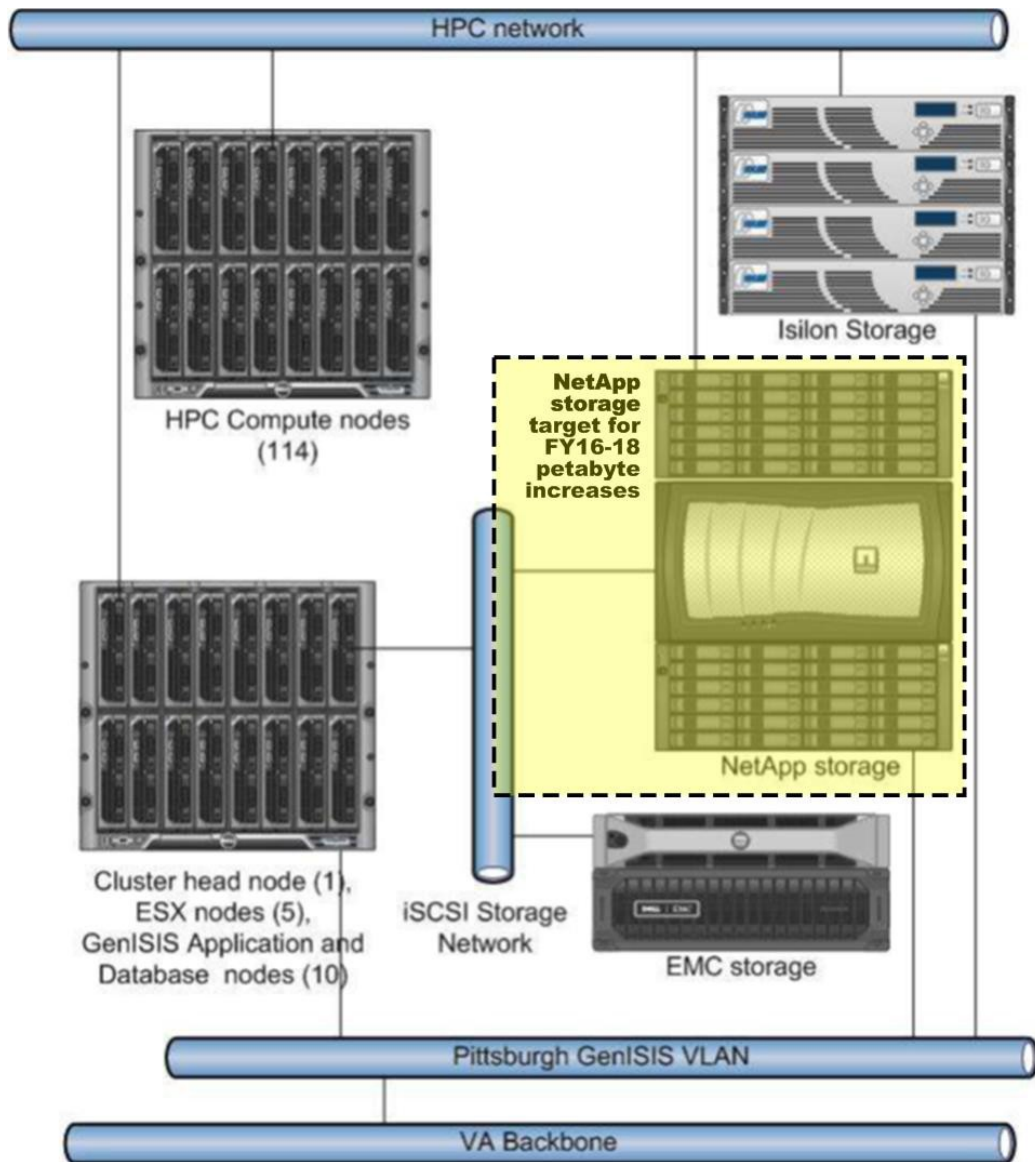 HPC network
Isilon Storage
HPC Compute nodes
(114)
NetApp
storage
target for
FY16-18
petabyte
increases
NetApp storage
Cluster head node (1),
ESX nodes (5),
GenISIS Application and
Database nodes (10)
iSCSI Storage
Network
DELL EMC
EMC storage
Pittsburgh GenISIS VLAN
VA Backbone